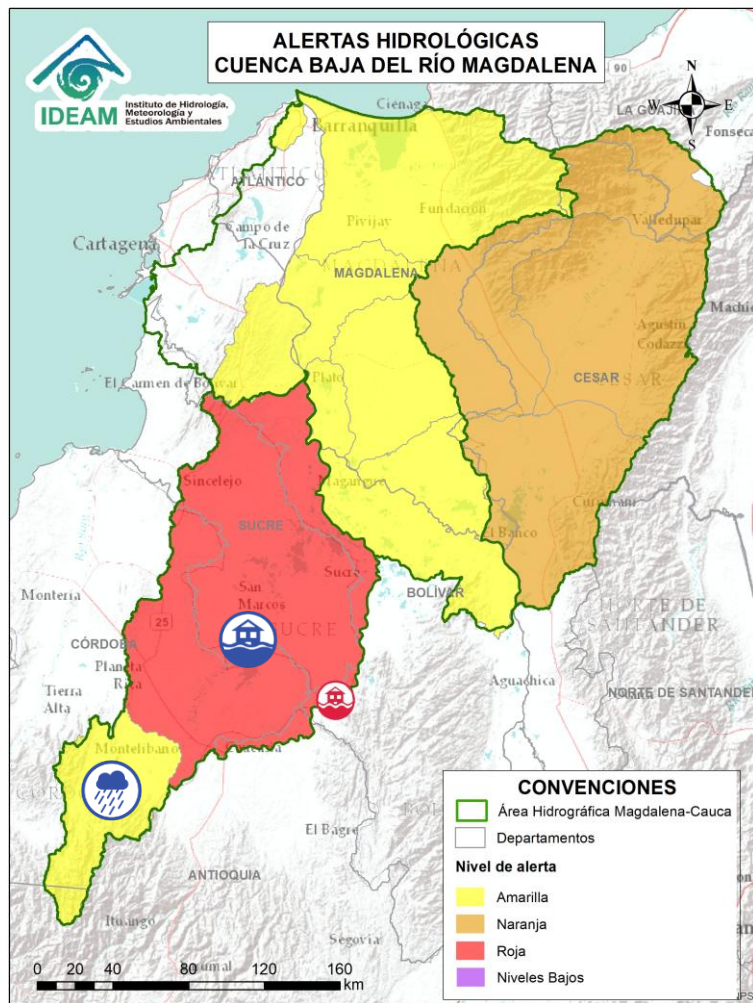 ALERTAS HIDROLÓGICAS
CUENCA BAJA DEL RÍO MAGDALENA
IDEAM
Instituto de Hidrología,
Meteorología y
Estudios Ambientales
90
N
W
E
S
LA GUAJI
Fonseca
Ciénaga
Barranquilla
ATLÁNTICO
Cartagena
Campo de
la Cruz
Pivijay
Fundación
Valledupar
MAGDALENA
Agustín
Codazzi
CESAR
El Carmen de Bolívar
Plato
Sincelejo
Magangué
SUCRE
El Banco
Sucre
San
Marcos
SUCRE
BOLÍVAR
Montería
25
CÓRDOBA
Planeta
Rica
Tierra
Alta
NORTE DE
SANTANDER
Aguachica
NORTE DE SANTANDER
Montelíbano
El Bagre
ANTIOQUIA
Ituango
Segovia
CONVENCIONES
Área Hidrográfica Magdalena-Cauca
Departamentos
Nivel de alerta
Amarilla
Naranja
Roja
Niveles Bajos
0 20 40 80 120 160
km